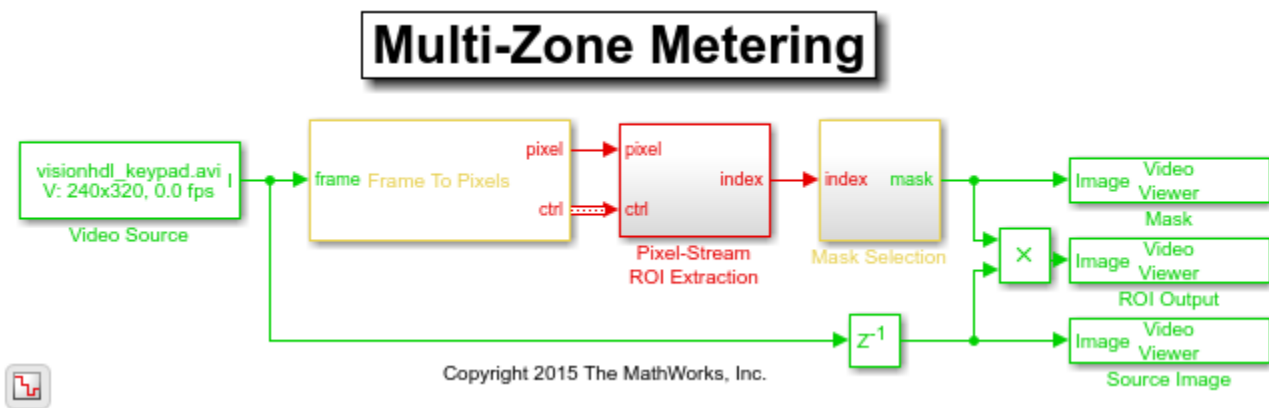 Multi-Zone Metering
visionhdl_keypad.avi
V: 240x320, 0.0 fps
I
Video Source
frame
Frame To Pixels
pixel
ctrl
pixel
ctrl
index
Pixel-Stream
ROI Extraction
index
mask
Mask Selection
Image
Video
Viewer
Mask
×
Image
Video
Viewer
ROI Output
Z-1
Image
Video
Viewer
Source Image
Copyright 2015 The MathWorks, Inc.